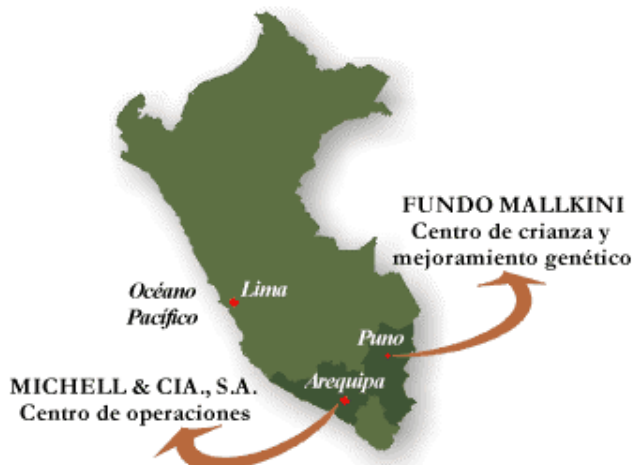 FUNDO MALLKINI
Centro de crianza y
mejoramiento genético
Océano
Pacífico
Lima
Puno
Arequipa
MICHELL & CIA., S.A.
Centro de operaciones